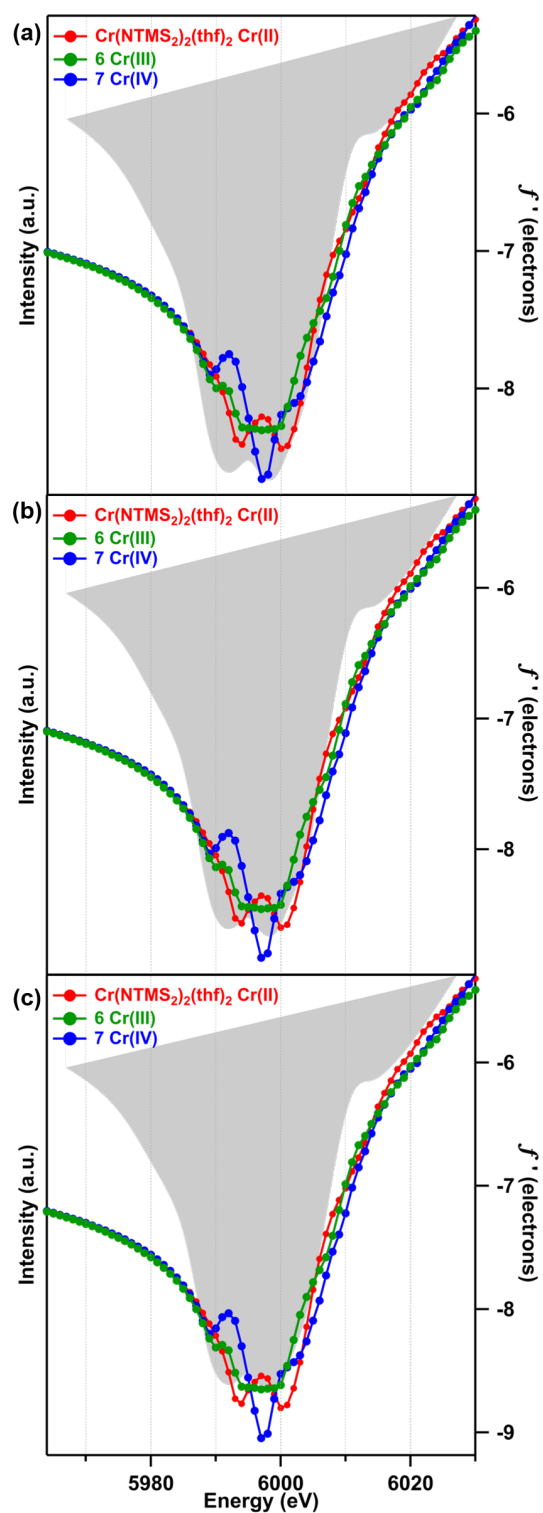 (a)
Cr(NTMS₂)₂(thf)₂ Cr(II)
6 Cr(III)
7 Cr(IV)
Intensity (a.u.)
-6
-7
-8
f ' (electrons)
(b)
Cr(NTMS₂)₂(thf)₂ Cr(II)
6 Cr(III)
7 Cr(IV)
Intensity (a.u.)
-6
-7
-8
f ' (electrons)
(c)
Cr(NTMS₂)₂(thf)₂ Cr(II)
6 Cr(III)
7 Cr(IV)
Intensity (a.u.)
-6
-7
-8
-9
f ' (electrons)
5980 6000 6020
Energy (eV)